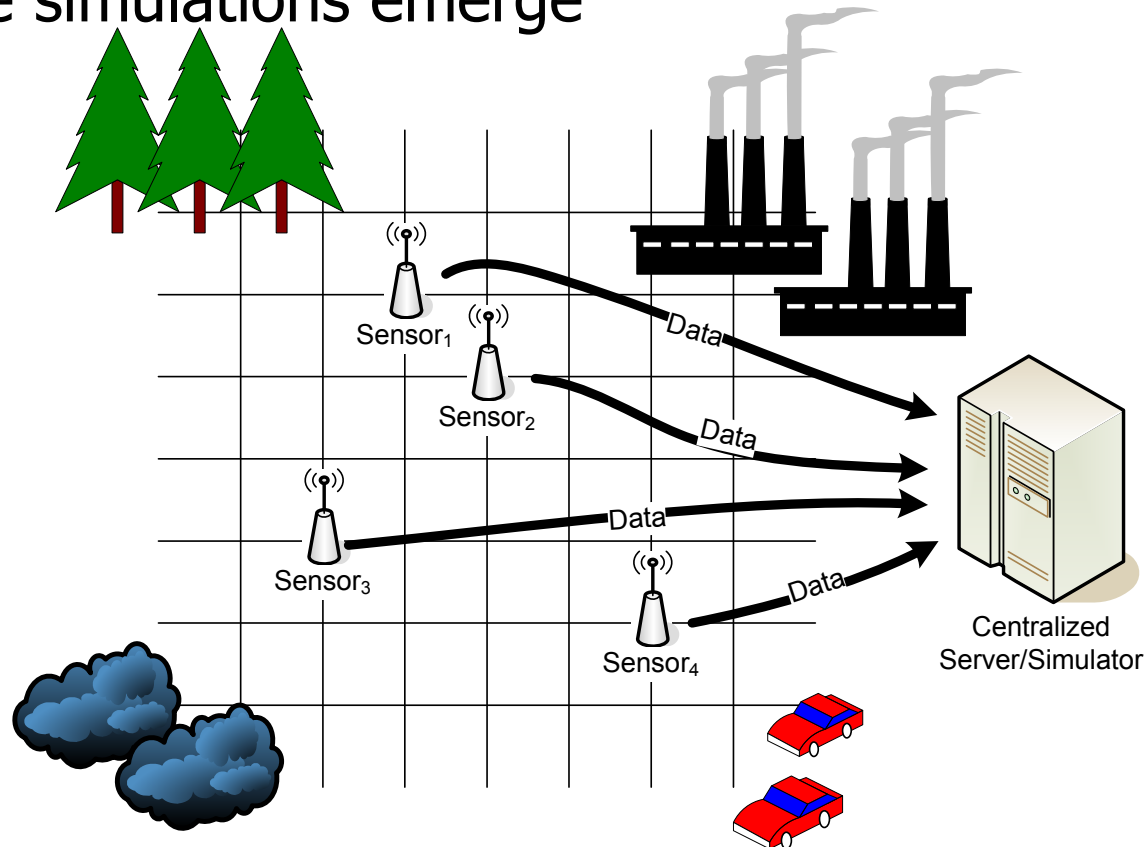 e simulations emerge
Sensor₁
Data
Sensor₂
Data
Data
Sensor₃
Data
Sensor₄
Centralized
Server/Simulator